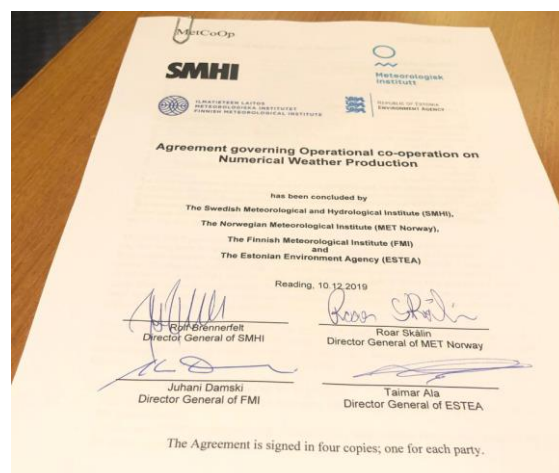 MetCoOp
SMHI
Meteorologisk
institutt
ILMATIETEEN LAITOS
METEOROLOGISKA INSTITUTET
FINNISH METEOROLOGICAL INSTITUTE
REPUBLIC OF ESTONIA
ENVIRONMENT AGENCY
Agreement governing Operational co-operation on
Numerical Weather Production
has been concluded by
The Swedish Meteorological and Hydrological Institute (SMHI),
The Norwegian Meteorological Institute (MET Norway),
The Finnish Meteorological Institute (FMI)
and
The Estonian Environment Agency (ESTEA)
Reading, 10.12.2019
Roar Skålin
Rolf Brennerfelt
Director General of SMHI
Roar Skålin
Director General of MET Norway
Juhani Damski
Director General of FMI
Taimar Ala
Director General of ESTEA
The Agreement is signed in four copies; one for each party.